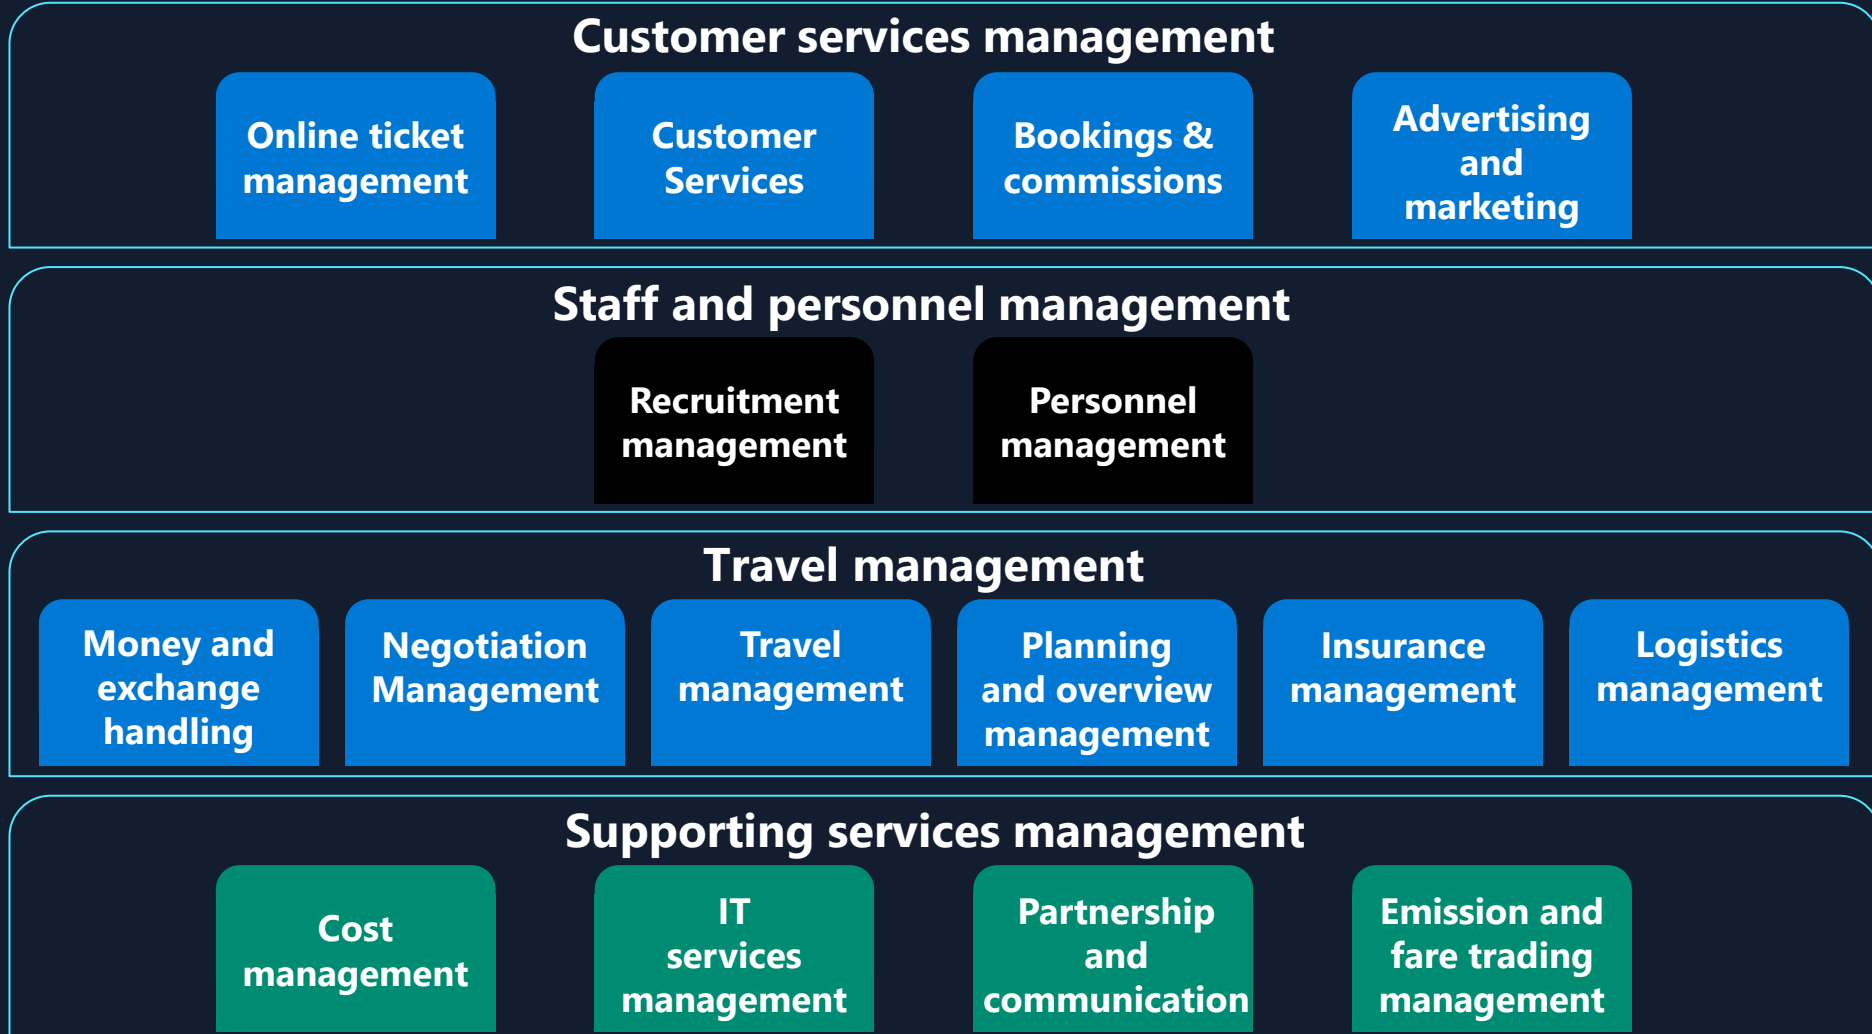 Customer services management
Online ticket
management
Customer
Services
Bookings &
commissions
Advertising
and
marketing
Staff and personnel management
Recruitment
management
Personnel
management
Travel management
Money and
exchange
handling
Negotiation
Management
Travel
management
Planning
and overview
management
Insurance
management
Logistics
management
Supporting services management
Cost
management
IT
services
management
Partnership
and
communication
Emission and
fare trading
management